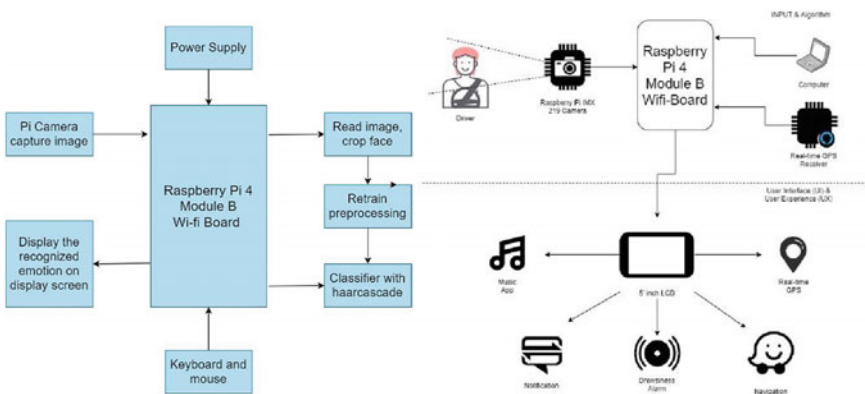 Power Supply
Pi Camera
capture image
Raspberry Pi 4
Module B
Wi-fi Board
Read image,
crop face
Retrain
preprocessing
Classifier with
haarcascade
Display the
recognized
emotion on
display screen
Keyboard and
mouse
INPUT & Algorithm
Driver
Raspberry Pi IMX
219 Camera
Raspberry
Pi 4
Module B
Wifi-Board
Computer
Real-time GPS
Receiver
User Interface (UI) &
User Experience (UX)
Music
App
5' inch LCD
Real-time
GPS
Notification
Drowsiness
Alarm
Navigation